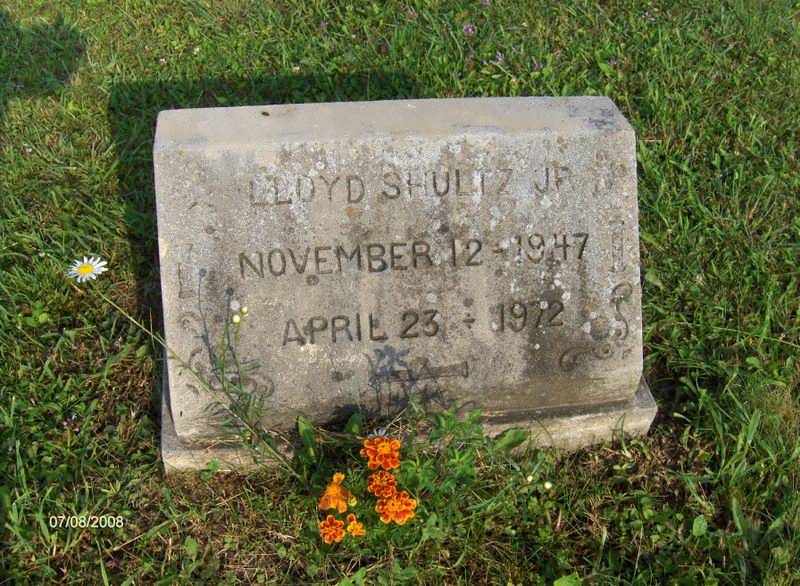 LLOYD SHULTZ JR
NOVEMBER 12 - 1947
APRIL 23 - 1972
07/08/2008